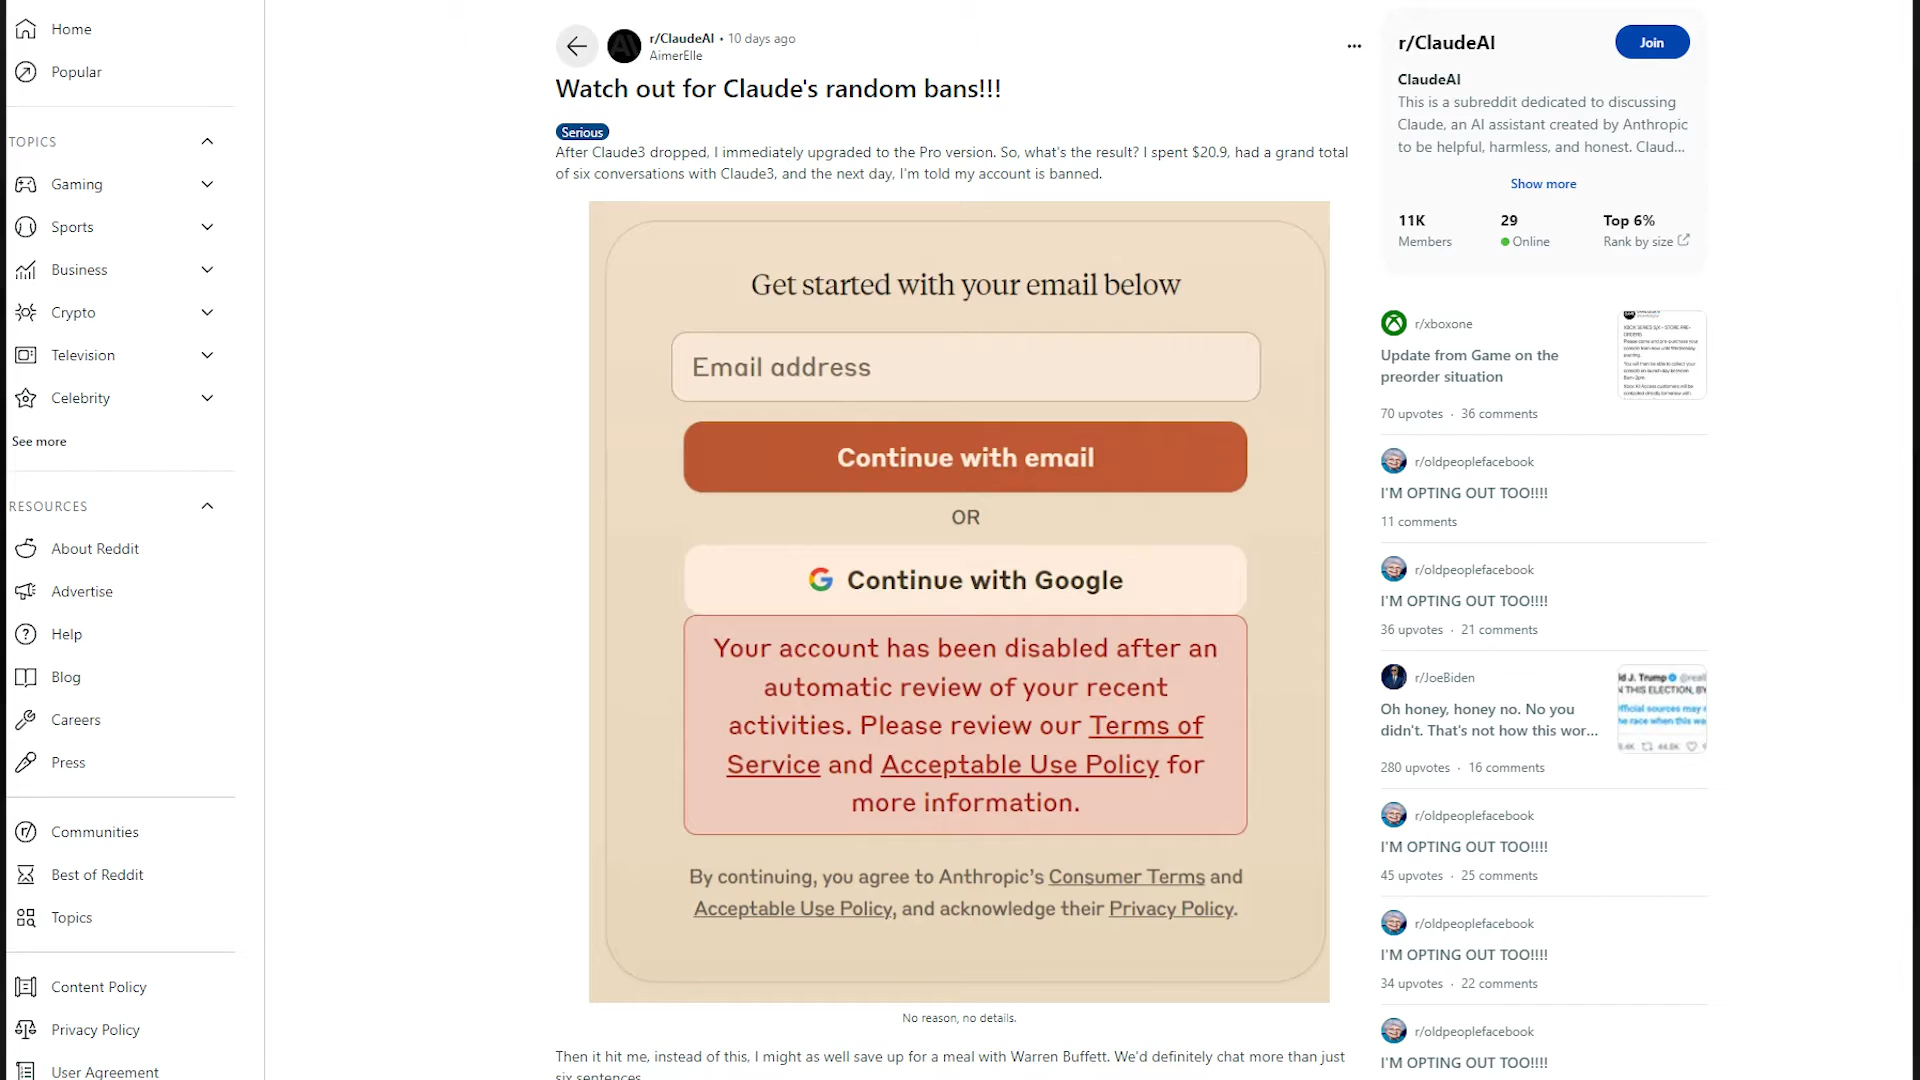 Home
Popular
TOPICS
Gaming
Sports
Business
Crypto
Television
Celebrity
See more
RESOURCES
About Reddit
Advertise
Help
Blog
Careers
Press
Communities
Best of Reddit
Topics
Content Policy
Privacy Policy
User Agreement
r/ClaudeAI • 10 days ago
AimerElle
Watch out for Claude's random bans!!!
Serious
After Claude3 dropped, I immediately upgraded to the Pro version. So, what's the result? I spent $20.9, had a grand total
of six conversations with Claude3, and the next day, I'm told my account is banned.
Get started with your email below
Email address
Continue with email
OR
Continue with Google
Your account has been disabled after an
automatic review of your recent
activities. Please review our Terms of
Service and Acceptable Use Policy for
more information.
By continuing, you agree to Anthropic's Consumer Terms and
Acceptable Use Policy, and acknowledge their Privacy Policy.
No reason, no details.
Then it hit me, instead of this, I might as well save up for a meal with Warren Buffett. We'd definitely chat more than just
six sentences
r/ClaudeAI
Join
ClaudeAI
This is a subreddit dedicated to discussing
Claude, an AI assistant created by Anthropic
to be helpful, harmless, and honest. Claud...
Show more
11K 29 Top 6%
Members Online Rank by size
r/xboxone
Update from Game on the
preorder situation
70 upvotes · 36 comments
r/oldpeoplefacebook
I'M OPTING OUT TOO!!!!
11 comments
r/oldpeoplefacebook
I'M OPTING OUT TOO!!!!
36 upvotes · 21 comments
r/JoeBiden
Oh honey, honey no. No you
didn't. That's not how this wor...
280 upvotes · 16 comments
r/oldpeoplefacebook
I'M OPTING OUT TOO!!!!
45 upvotes · 25 comments
r/oldpeoplefacebook
I'M OPTING OUT TOO!!!!
34 upvotes · 22 comments
r/oldpeoplefacebook
I'M OPTING OUT TOO!!!!